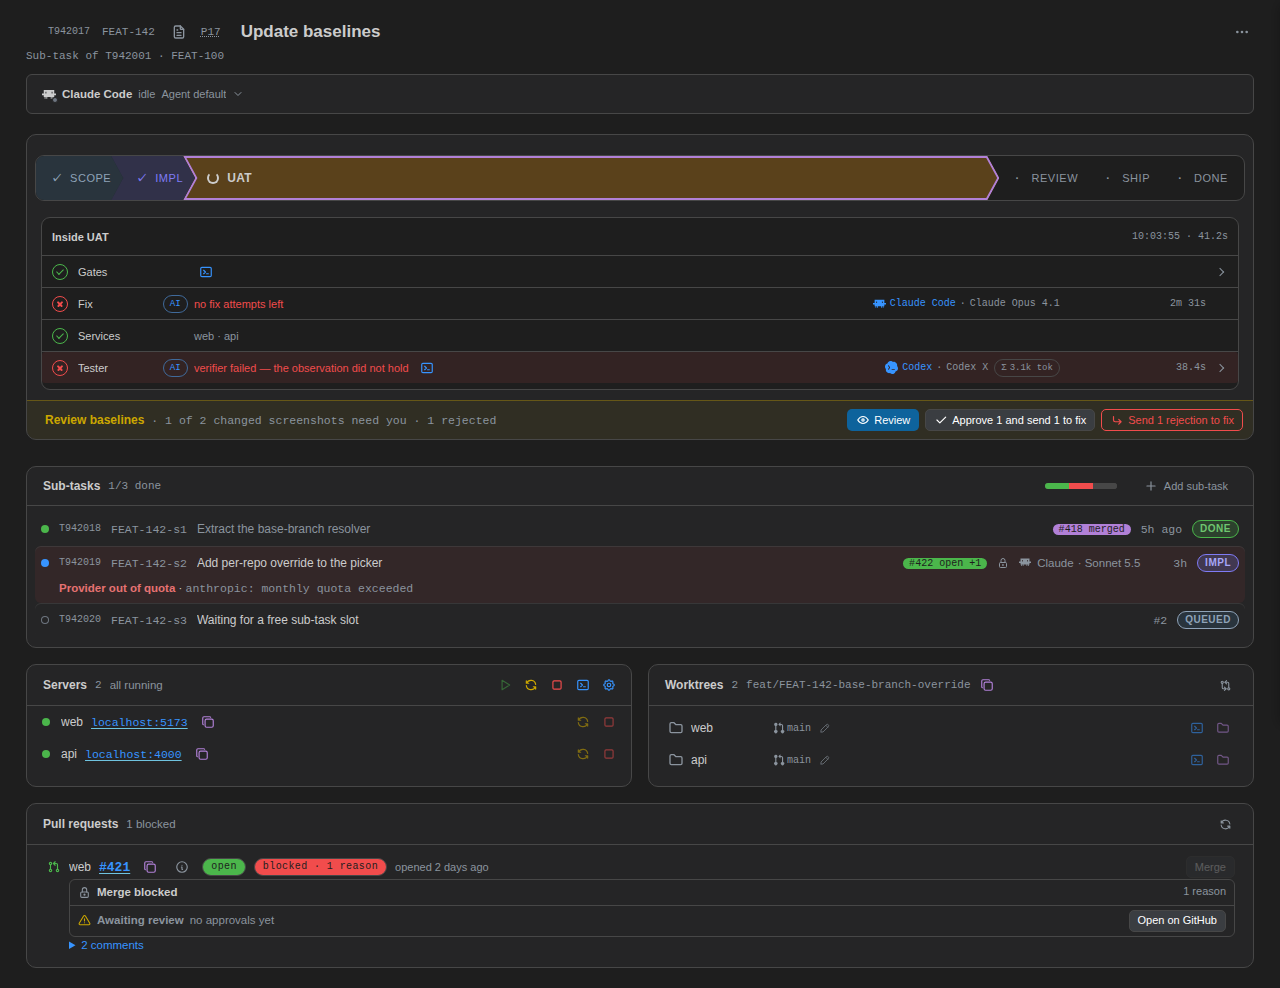 T942017 FEAT-142 P17 Update baselines
Sub-task of T942001 · FEAT-100
Claude Code idle Agent default
SCOPE IMPL UAT · REVIEW · SHIP · DONE
Inside UAT 10:03:55 · 41.2s
Gates
Fix AI no fix attempts left Claude Code · Claude Opus 4.1 2m 31s
Services web · api
Tester AI verifier failed — the observation did not hold Codex · Codex X Σ 3.1k tok 38.4s
Review baselines · 1 of 2 changed screenshots need you · 1 rejected Review Approve 1 and send 1 to fix Send 1 rejection to fix
Sub-tasks 1/3 done Add sub-task
T942018 FEAT-142-s1 Extract the base-branch resolver #418 merged 5h ago DONE
T942019 FEAT-142-s2 Add per-repo override to the picker #422 open +1 Claude · Sonnet 5.5 3h IMPL
Provider out of quota · anthropic: monthly quota exceeded
T942020 FEAT-142-s3 Waiting for a free sub-task slot #2 QUEUED
Servers 2 all running
web localhost:5173
api localhost:4000
Worktrees 2 feat/FEAT-142-base-branch-override
web main
api main
Pull requests 1 blocked
web #421 open blocked · 1 reason opened 2 days ago Merge
Merge blocked 1 reason
Awaiting review no approvals yet Open on GitHub
2 comments